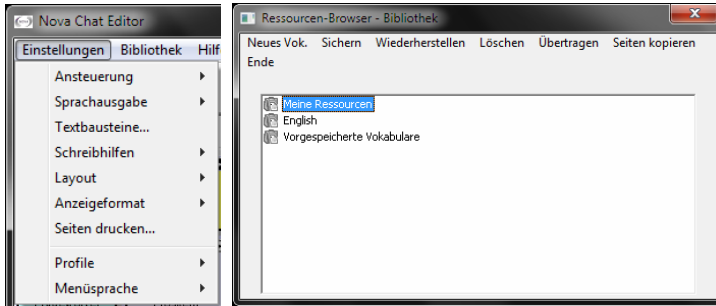 Nova Chat Editor
Einstellungen Bibliothek Hilf
Ansteuerung
Sprachausgabe
Textbausteine...
Schreibhilfen
Layout
Anzeigeformat
Seiten drucken...
Profile
Menüsprache
Ressourcen-Browser - Bibliothek
Neues Vok. Sichern Wiederherstellen Löschen Übertragen Seiten kopieren
Ende
Meine Ressourcen
English
Vorgespeicherte Vokabulare